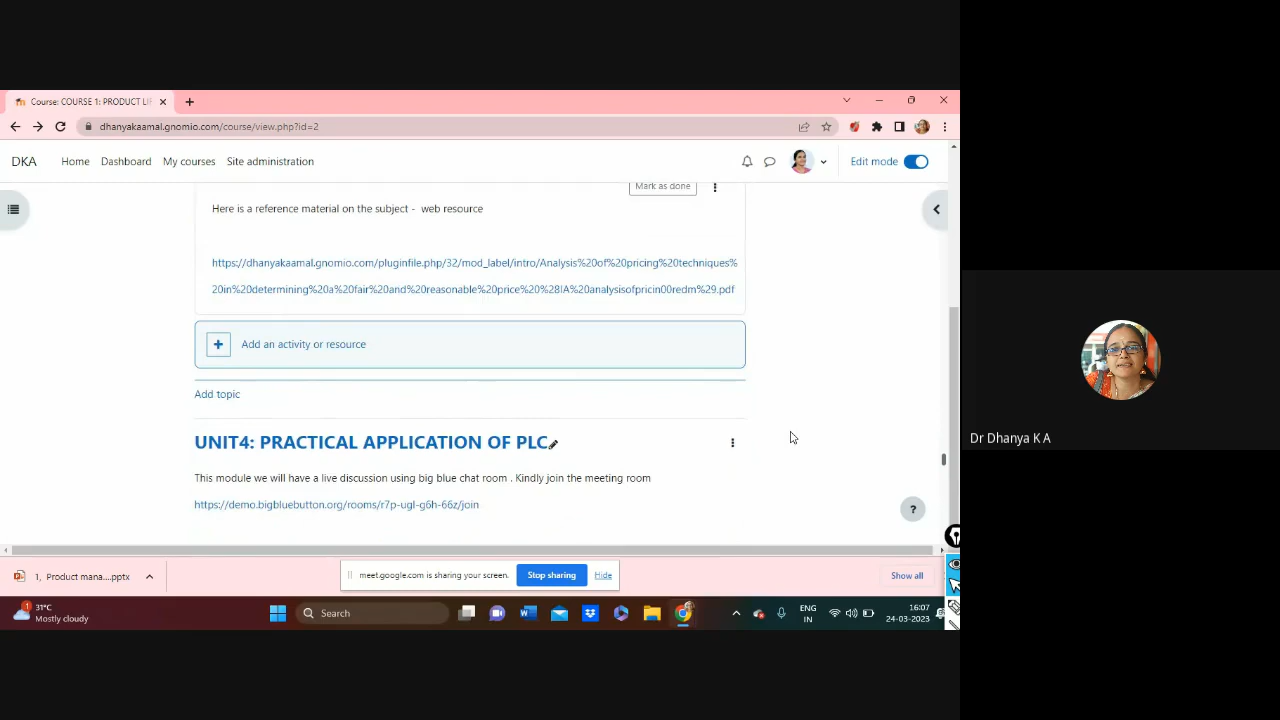 Course: COURSE 1: PRODUCT LI
dhanyakaamal.gnomio.com/course/view.php?id=2
DKA Home Dashboard My courses Site administration Edit mode
Mark as done
Here is a reference material on the subject - web resource
https://dhanyakaamal.gnomio.com/pluginfile.php/32/mod_label/intro/Analysis%20of%20pricing%20techniques%
20in%20determining%20a%20fair%20and%20reasonable%20price%20%28IA%20analysisofpricin00redm%29.pdf
+ Add an activity or resource
Add topic
UNIT4: PRACTICAL APPLICATION OF PLC
This module we will have a live discussion using big blue chat room . Kindly join the meeting room
https://demo.bigbluebutton.org/rooms/r7p-ugl-g6h-66z/join
?
1, Product mana....pptx
meet.google.com is sharing your screen. Stop sharing Hide
Show all
1
31°C
Mostly cloudy
Search
ENG
IN
16:07
24-03-2023
Dr Dhanya K A